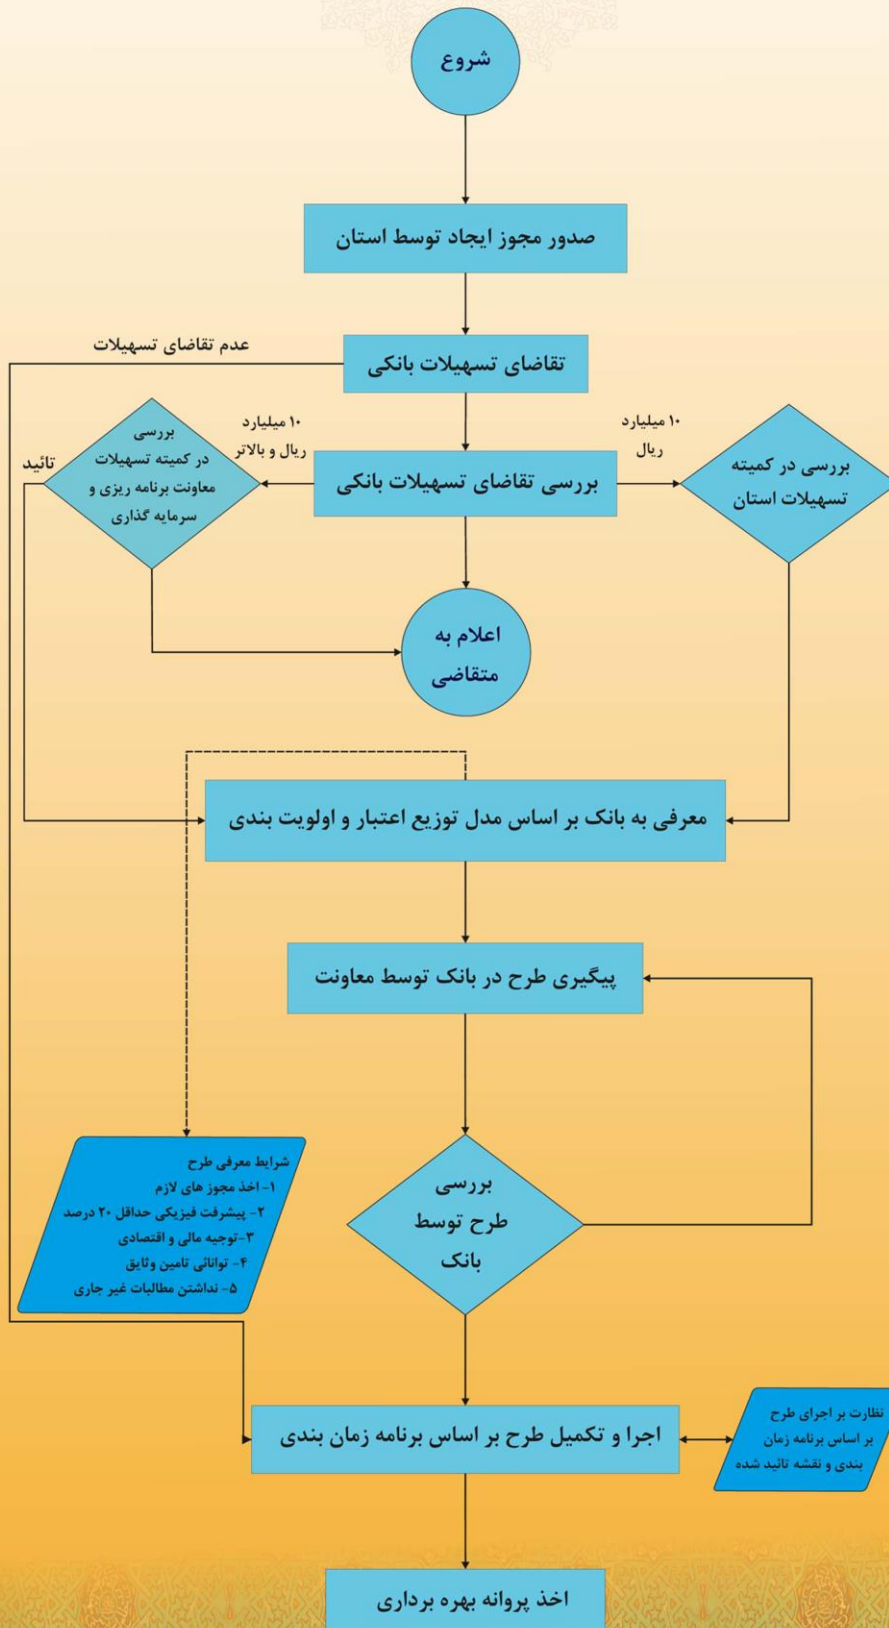 شروع
صدور مجوز ایجاد توسط استان
عدم تقاضای تسهیلات
تقاضای تسهیلات بانکی
۱۰ میلیارد
ریال
بررسی در کمیته
تسهیلات استان
بررسی تقاضای تسهیلات بانکی
۱۰ میلیارد
ریال و بالاتر
بررسی
در کمیته تسهیلات
معاونت برنامه ریزی و
سرمایه گذاری
تائید
اعلام به
متقاضی
معرفی به بانک بر اساس مدل توزیع اعتبار و اولویت بندی
پیگیری طرح در بانک توسط معاونت
شرایط معرفی طرح
۱- اخذ مجوز های لازم
۲- پیشرفت فیزیکی حداقل ۲۰ درصد
۳-توجیه مالی و اقتصادی
۴- توانائی تامین وثایق
۵- نداشتن مطالبات غیر جاری
بررسی
طرح توسط
بانک
نظارت بر اجرای طرح
بر اساس برنامه زمان
بندی و نقشه تائید شده
اجرا و تکمیل طرح بر اساس برنامه زمان بندی
اخذ پروانه بهره برداری